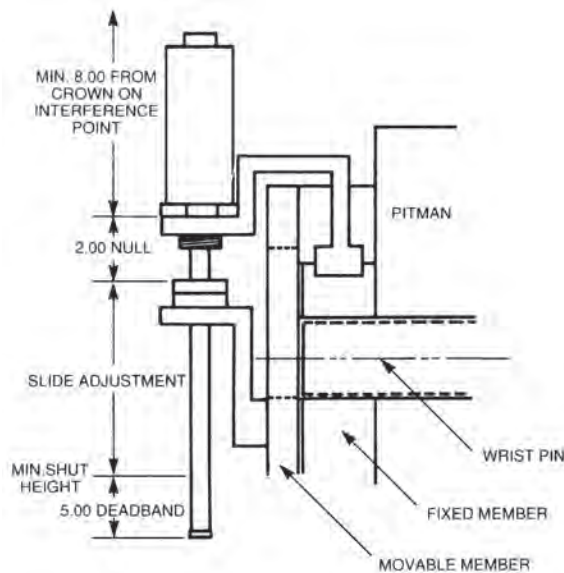 MIN. 8.00 FROM
CROWN ON
INTERFERENCE
POINT
PITMAN
2.00 NULL
SLIDE ADJUSTMENT
MIN.SHUT
HEIGHT
5.00 DEADBAND
WRIST PIN
FIXED MEMBER
MOVABLE MEMBER